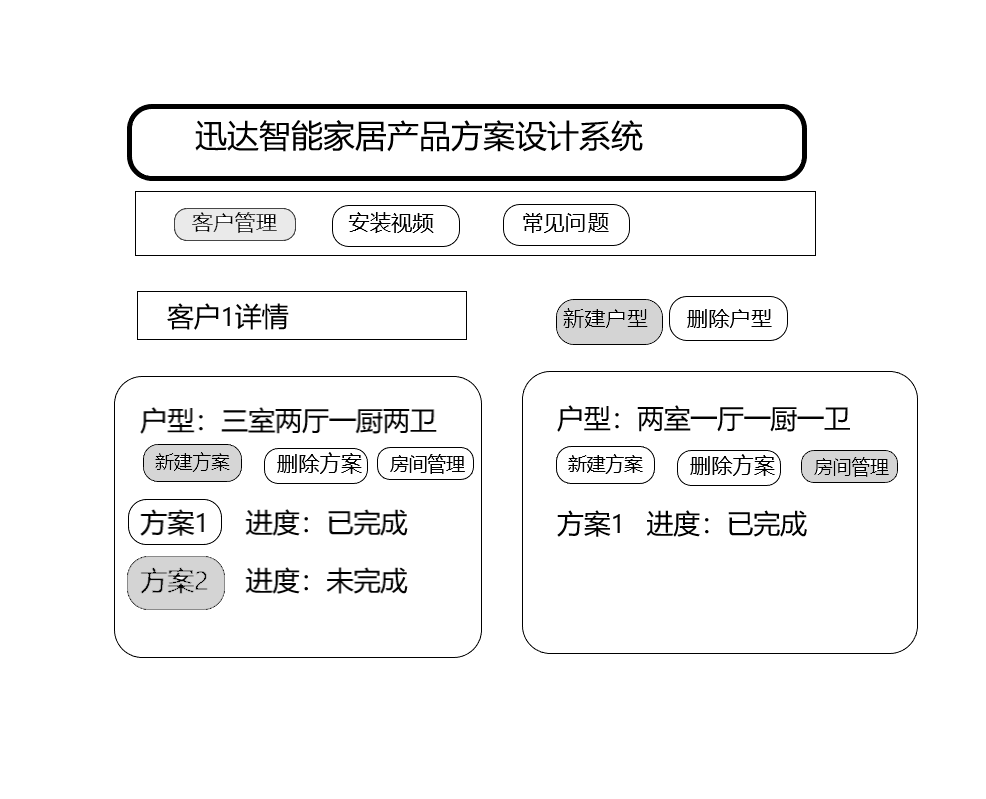 迅达智能家居产品方案设计系统
客户管理 安装视频 常见问题
客户1详情
新建户型 删除户型
户型：三室两厅一厨两卫
新建方案 删除方案 房间管理
方案1 进度：已完成
方案2 进度：未完成
户型：两室一厅一厨一卫
新建方案 删除方案 房间管理
方案1 进度：已完成